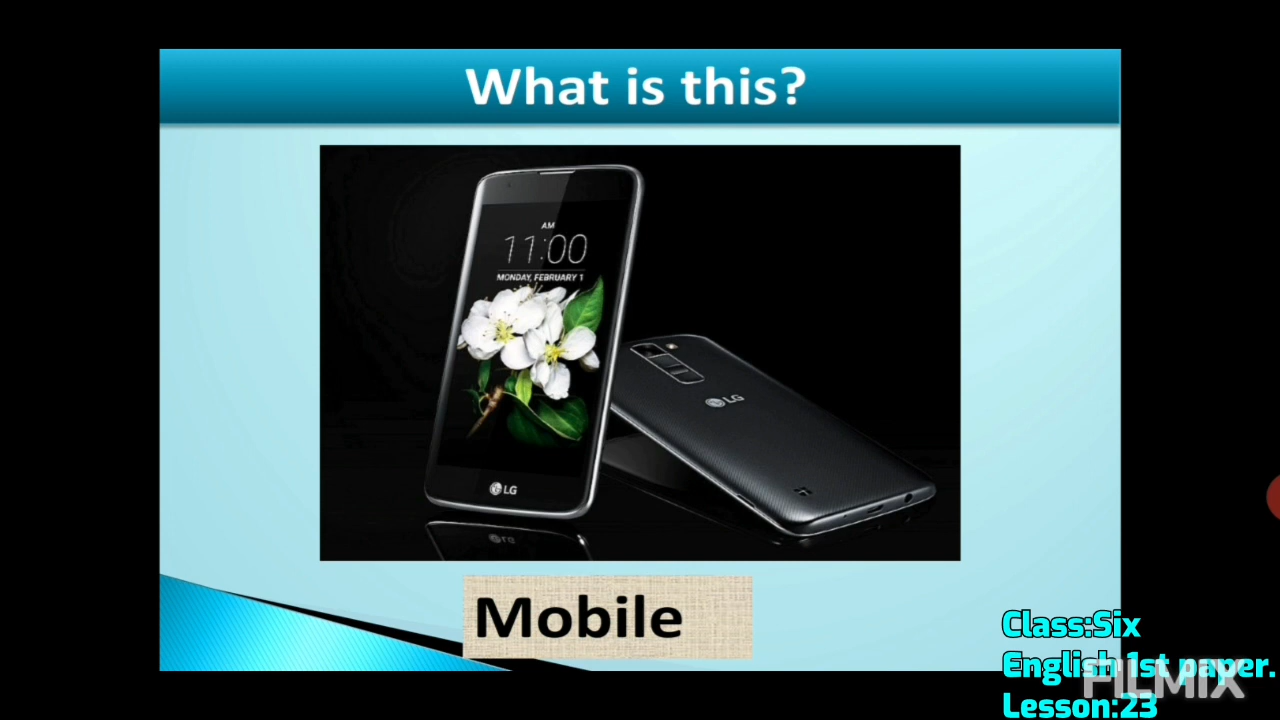 What is this?
AM
11:00
MONDAY, FEBRUARY 1
LG
LG
Mobile
Class:Six
English 1st paper.
Lesson:23
FILMIX